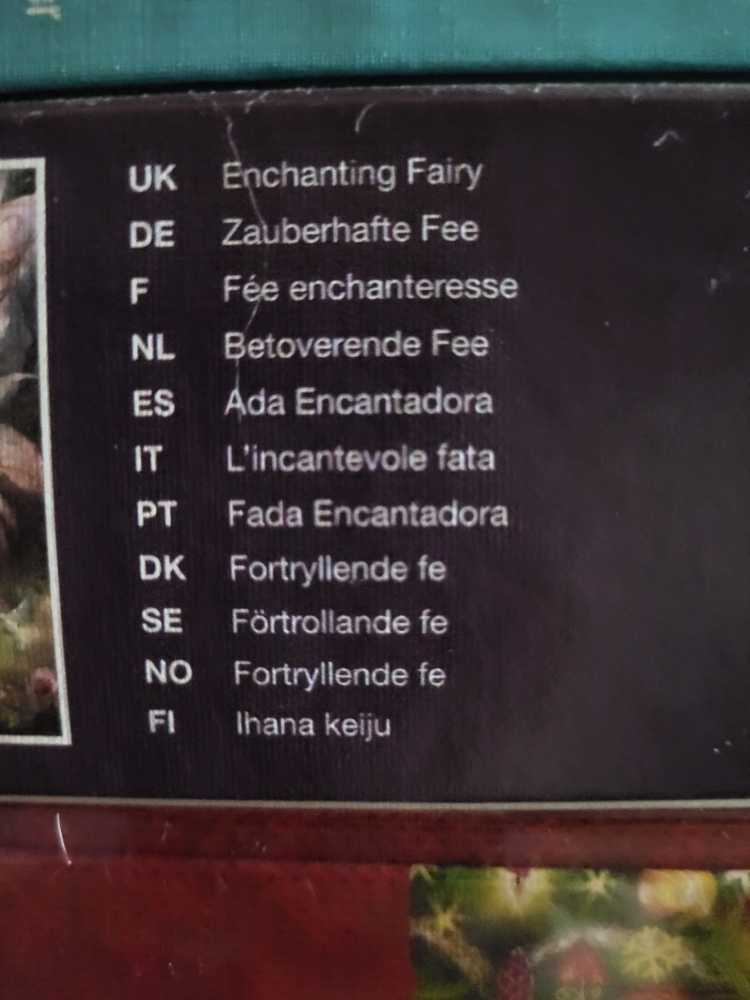 UK Enchanting Fairy
DE Zauberhafte Fee
F Fée enchanteresse
NL Betoverende Fee
ES Ada Encantadora
IT L'incantevole fata
PT Fada Encantadora
DK Fortryllende fe
SE Förtrollande fe
NO Fortryllende fe
FI Ihana keiju